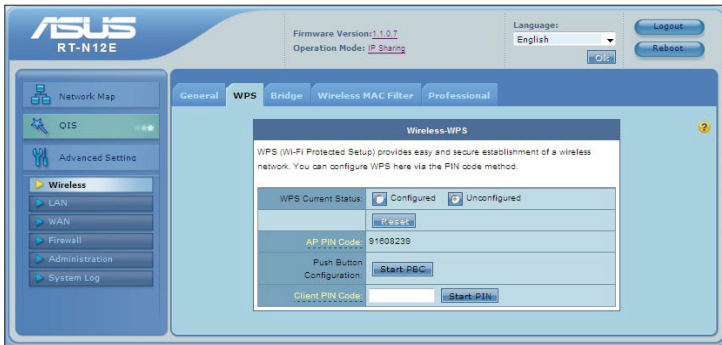 ASUS
RT-N12E
Firmware Version:1.1.0.7
Operation Mode: IP Sharing
Language:
English
Ok
Logout
Reboot
Network Map
QIS
Advanced Setting
Wireless
LAN
WAN
Firewall
Administration
System Log
General WPS Bridge Wireless MAC Filter Professional
Wireless-WPS
WPS (Wi-Fi Protected Setup) provides easy and secure establishment of a wireless
network. You can configure WPS here via the PIN code method.
WPS Current Status: Configured Unconfigured
Reset
AP PIN Code: 91608239
Push Button
Configuration: Start PBC
Client PIN Code: Start PIN
?